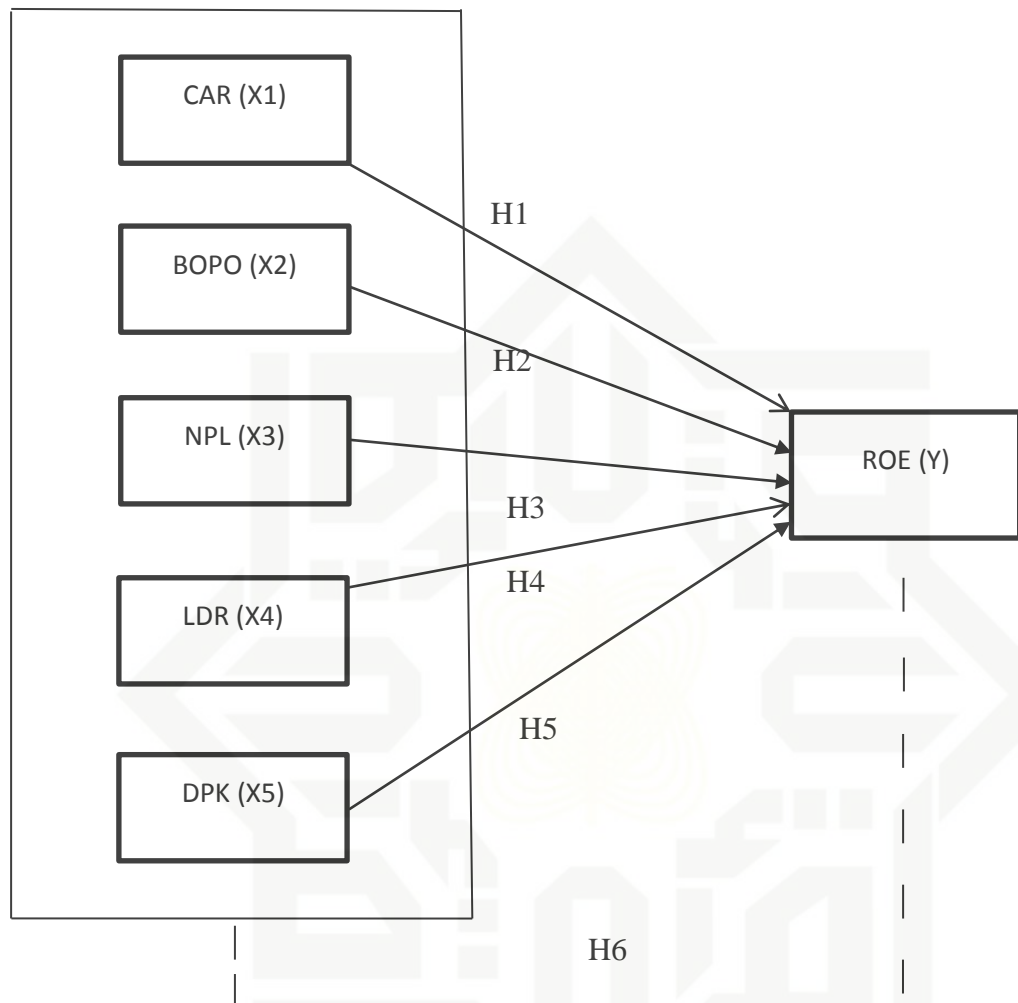 CAR (X1)
H1
BOPO (X2)
H2
NPL (X3)
ROE (Y)
H3
H4
LDR (X4)
H5
DPK (X5)
H6